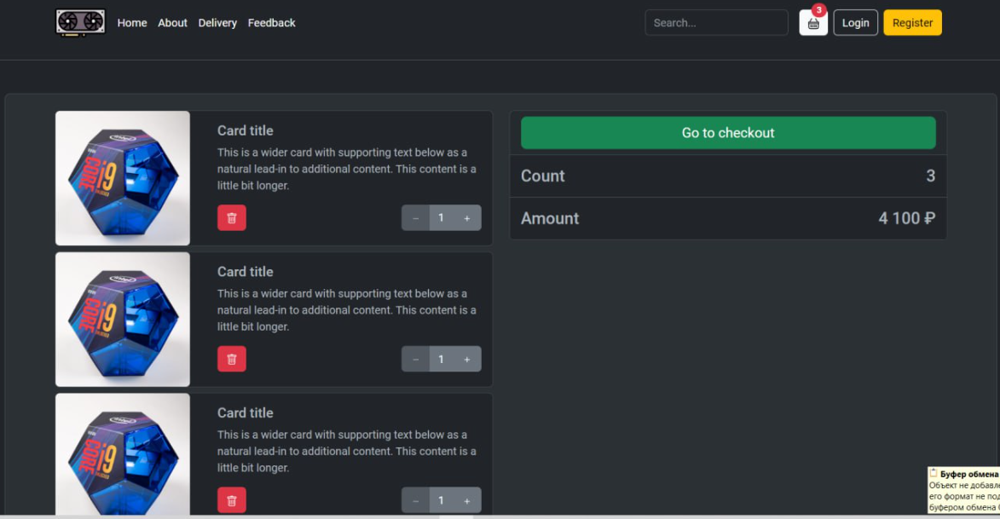 Home About Delivery Feedback
Search...
3
Login
Register
Card title
This is a wider card with supporting text below as a
natural lead-in to additional content. This content is a
little bit longer.
− 1 +
Card title
This is a wider card with supporting text below as a
natural lead-in to additional content. This content is a
little bit longer.
− 1 +
Card title
This is a wider card with supporting text below as a
natural lead-in to additional content. This content is a
little bit longer.
− 1 +
Go to checkout
Count 3
Amount 4 100 ₽
intel
CORE i9
intel
CORE i9
CORE i9
Буфер обмена
Объект не добавле
его формат не под
буфером обмена